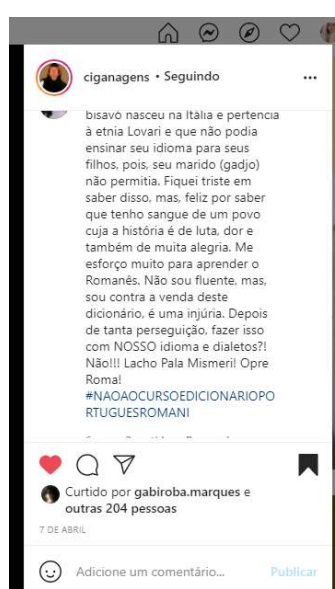 ciganagens • Seguindo
bisavó nasceu na Itália e pertencia
à etnia Lovari e que não podia
ensinar seu idioma para seus
filhos, pois, seu marido (gadjo)
não permitia. Fiquei triste em
saber disso, mas, feliz por saber
que tenho sangue de um povo
cuja a história é de luta, dor e
também de muita alegria. Me
esforço muito para aprender o
Romanês. Não sou fluente, mas,
sou contra a venda deste
dicionário, é uma injúria. Depois
de tanta perseguição, fazer isso
com NOSSO idioma e dialetos?!
Não!!! Lacho Pala Mismeri! Opre
Roma!
#NAOAOCURSOEDICIONARIOPO
RTUGUESROMANI
Curtido por gabiroba.marques e
outras 204 pessoas
7 DE ABRIL
Adicione um comentário... Publicar